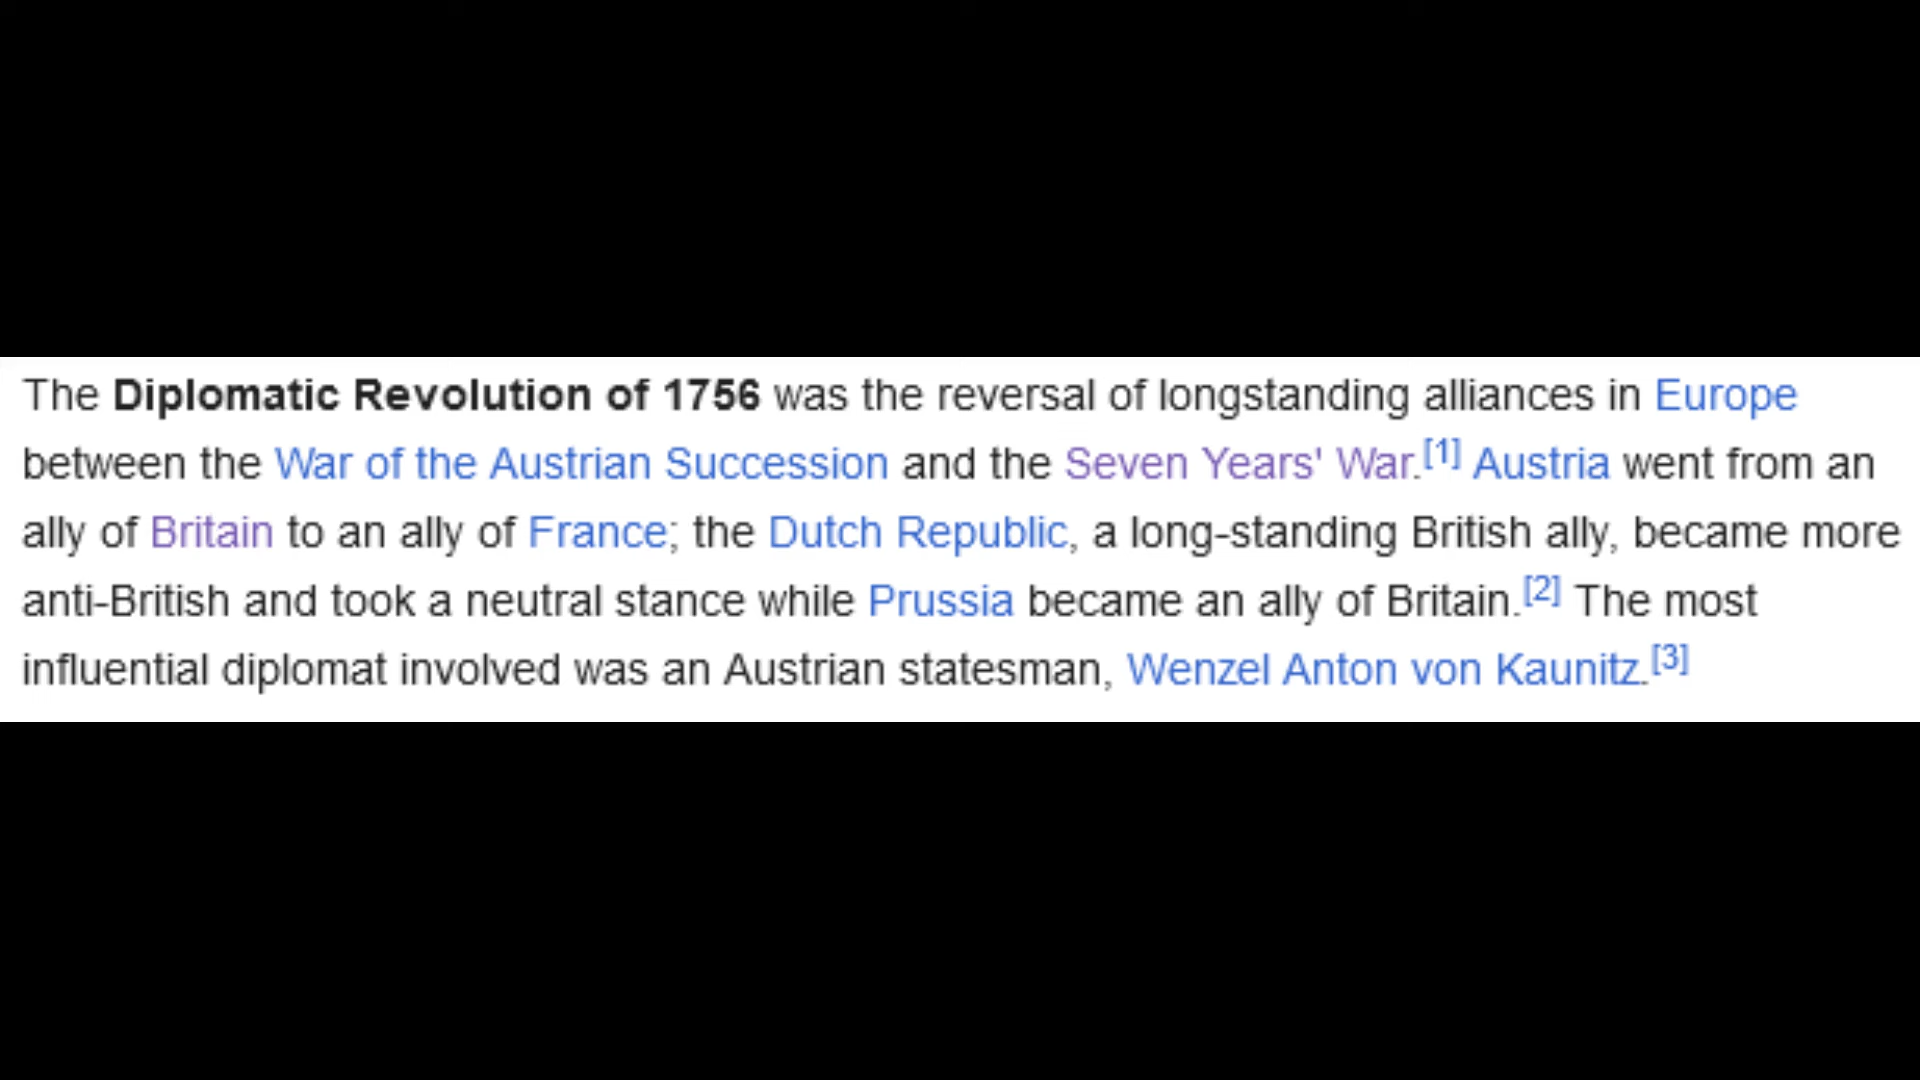 The Diplomatic Revolution of 1756 was the reversal of longstanding alliances in Europe
between the War of the Austrian Succession and the Seven Years' War.[1] Austria went from an
ally of Britain to an ally of France; the Dutch Republic, a long-standing British ally, became more
anti-British and took a neutral stance while Prussia became an ally of Britain.[2] The most
influential diplomat involved was an Austrian statesman, Wenzel Anton von Kaunitz.[3]